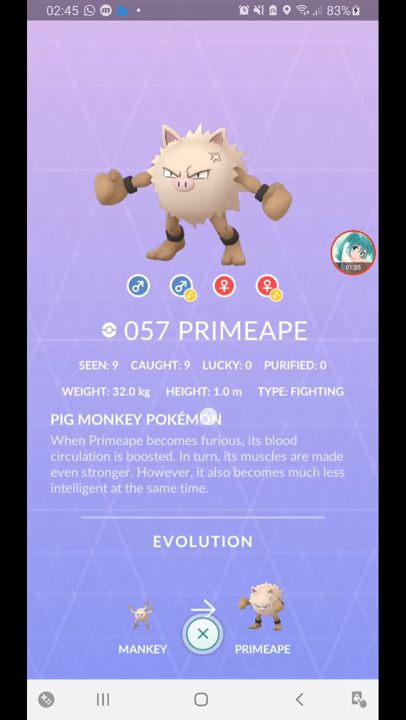 02:45
83%
01:35
057 PRIMEAPE
SEEN: 9 CAUGHT: 9 LUCKY: 0 PURIFIED: 0
WEIGHT: 32.0 kg HEIGHT: 1.0 m TYPE: FIGHTING
PIG MONKEY POKÉMON
When Primeape becomes furious, its blood
circulation is boosted. In turn, its muscles are made
even stronger. However, it also becomes much less
intelligent at the same time.
EVOLUTION
MANKEY PRIMEAPE